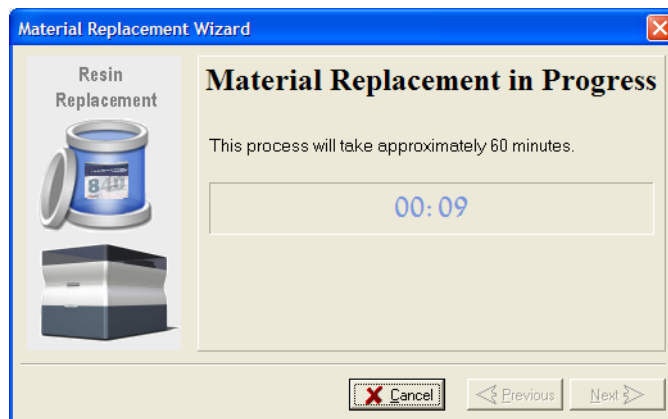 Material Replacement Wizard
Resin
Replacement
840
Material Replacement in Progress
This process will take approximately 60 minutes.
00:09
Cancel
Previous
Next